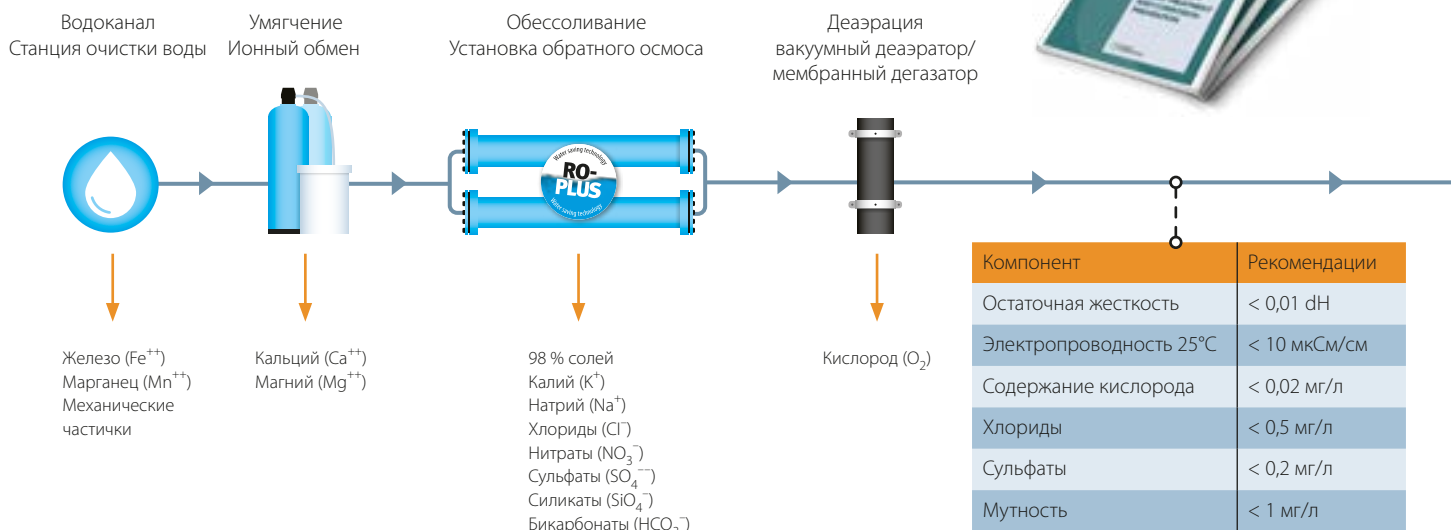 Водоканал
Станция очистки воды
Умягчение
Ионный обмен
Обессоливание
Установка обратного осмоса
Деаэрация
вакуумный деаэратор/
мембранный дегазатор
Water saving technology
RO-
PLUS
Water saving technology
Железо (Fe⁺⁺)
Марганец (Mn⁺⁺)
Механические
частички
Кальций (Ca⁺⁺)
Магний (Mg⁺⁺)
98 % солей
Калий (K⁺)
Натрий (Na⁺)
Хлориды (Cl⁻)
Нитраты (NO₃⁻)
Сульфаты (SO₄⁻⁻)
Силикаты (SiO₄⁻)
Бикарбонаты (HCO₃⁻)
Кислород (O₂)
Компонент Рекомендации
Остаточная жесткость < 0,01 dH
Электропроводность 25°C < 10 мкСм/см
Содержание кислорода < 0,02 мг/л
Хлориды < 0,5 мг/л
Сульфаты < 0,2 мг/л
Мутность < 1 мг/л